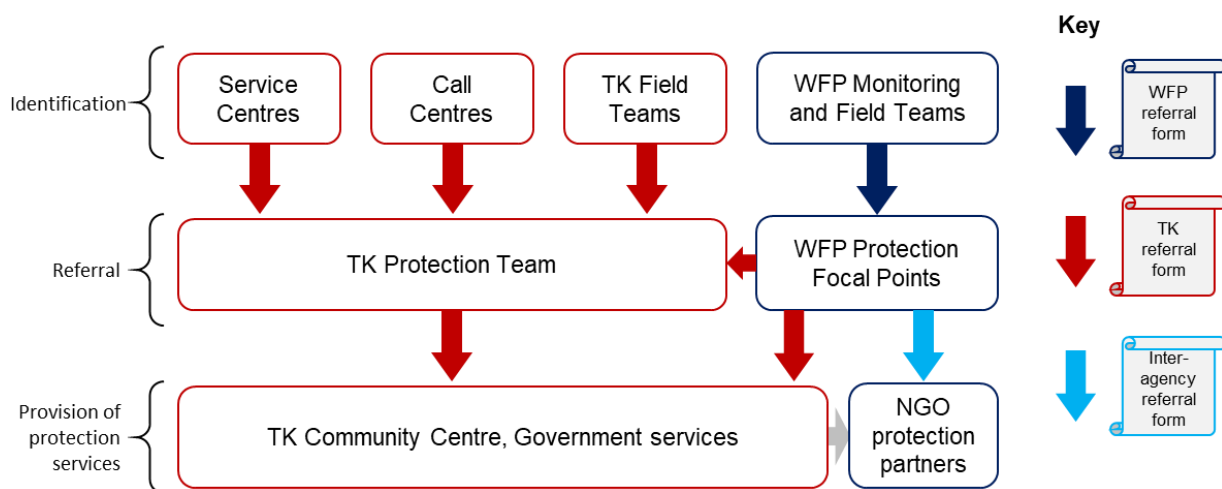 Key
Identification
Service
Centres
Call
Centres
TK Field
Teams
WFP Monitoring
and Field Teams
WFP
referral
form
Referral
TK Protection Team
WFP Protection
Focal Points
TK
referral
form
Provision of
protection
services
TK Community Centre, Government services
NGO
protection
partners
Inter-
agency
referral
form